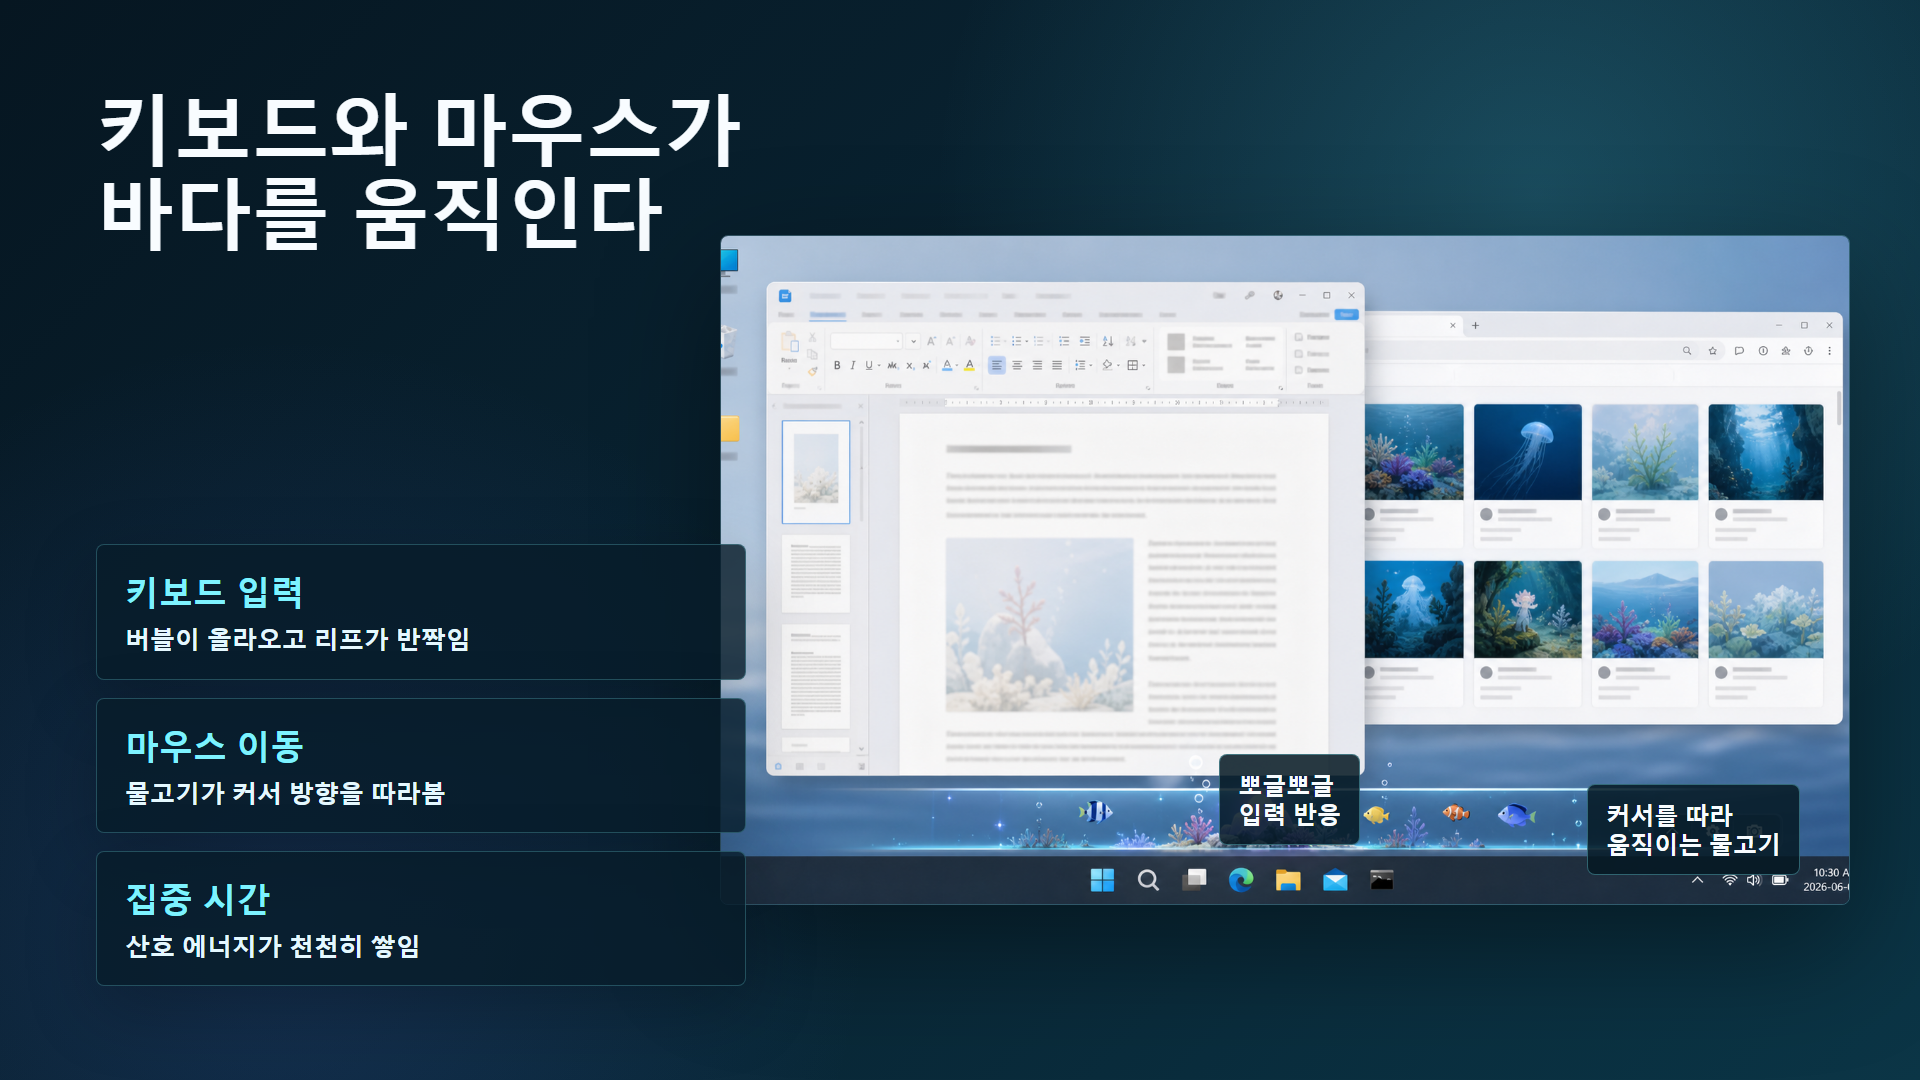 키보드와 마우스가
바다를 움직인다
키보드 입력
버블이 올라오고 리프가 반짝임
마우스 이동
물고기가 커서 방향을 따라봄
집중 시간
산호 에너지가 천천히 쌓임
뽀글뽀글
입력 반응
커서를 따라
움직이는 물고기
10:30 A
2026-06-